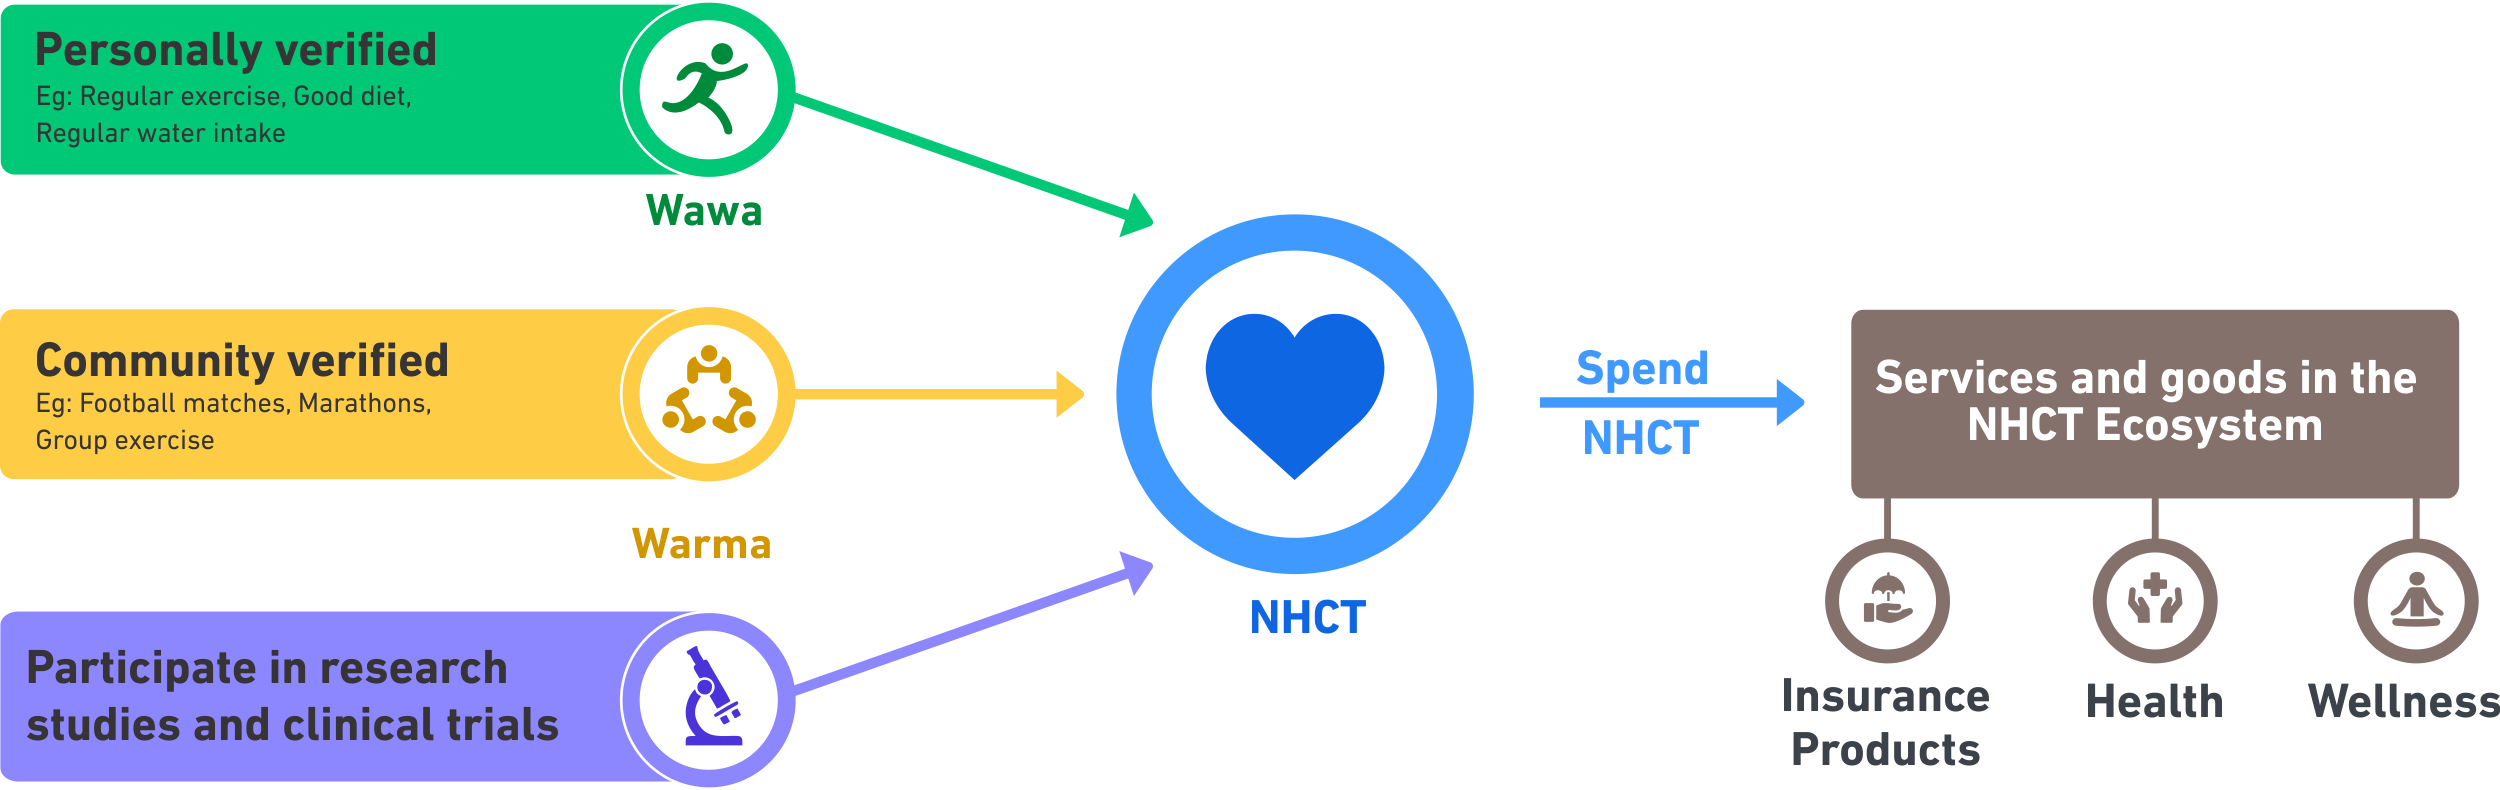 Personally verified
Eg: Regular exercise, Good diet,
Regular water intake
Wawa
Community verified
Eg: Football matches, Marathons,
Group exercise
Warma
Participate in research
studies and clinical trials
NHCT
Spend
NHCT
Services and goods in the
NHCT Ecosystem
Insurance
Products
Health
Wellness